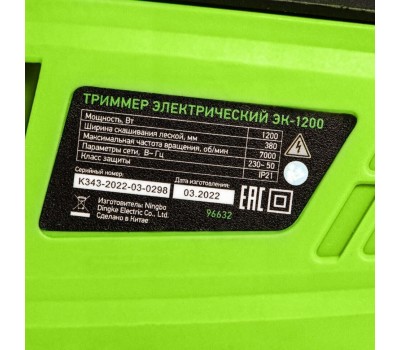 ТРИММЕР ЭЛЕКТРИЧЕСКИЙ ЭК-1200
Мощность, Вт 1200
Ширина скашивания леской, мм 380
Максимальная частота вращения, об/мин 7000
Параметры сети, В~ Гц 230~ 50
Класс защиты IP21
Серийный номер: Дата изготовления:
K343-2022-03-0298 03.2022
Изготовитель: Ningbo
Dingke Electric Co., Ltd.
Сделано в Китае
96632
EAC